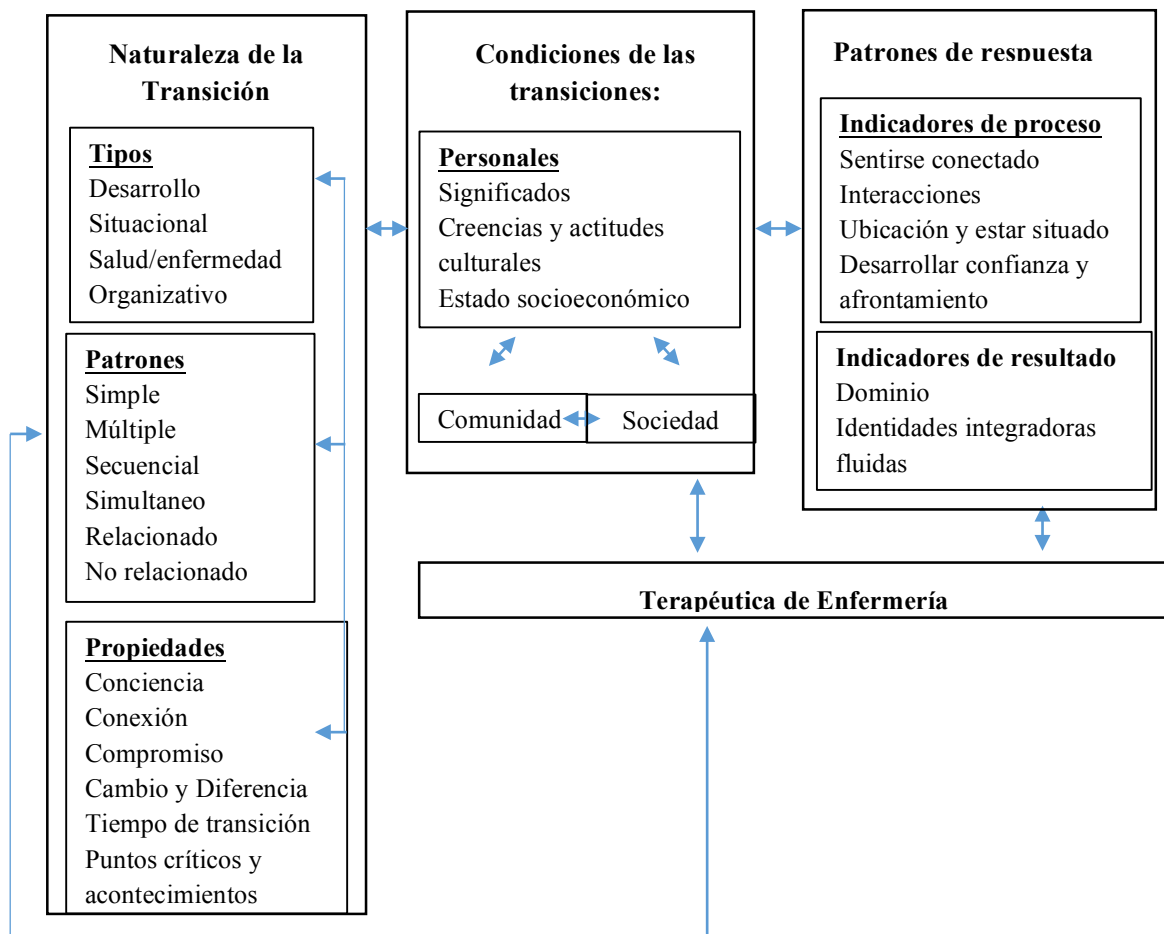 Naturaleza de la
Transición
Tipos
Desarrollo
Situacional
Salud/enfermedad
Organizativo
Patrones
Simple
Múltiple
Secuencial
Simultaneo
Relacionado
No relacionado
Propiedades
Conciencia
Conexión
Compromiso
Cambio y Diferencia
Tiempo de transición
Puntos críticos y
acontecimientos
Condiciones de las
transiciones:
Personales
Significados
Creencias y actitudes
culturales
Estado socioeconómico
Comunidad
Sociedad
Patrones de respuesta
Indicadores de proceso
Sentirse conectado
Interacciones
Ubicación y estar situado
Desarrollar confianza y
afrontamiento
Indicadores de resultado
Dominio
Identidades integradoras
fluidas
Terapéutica de Enfermería